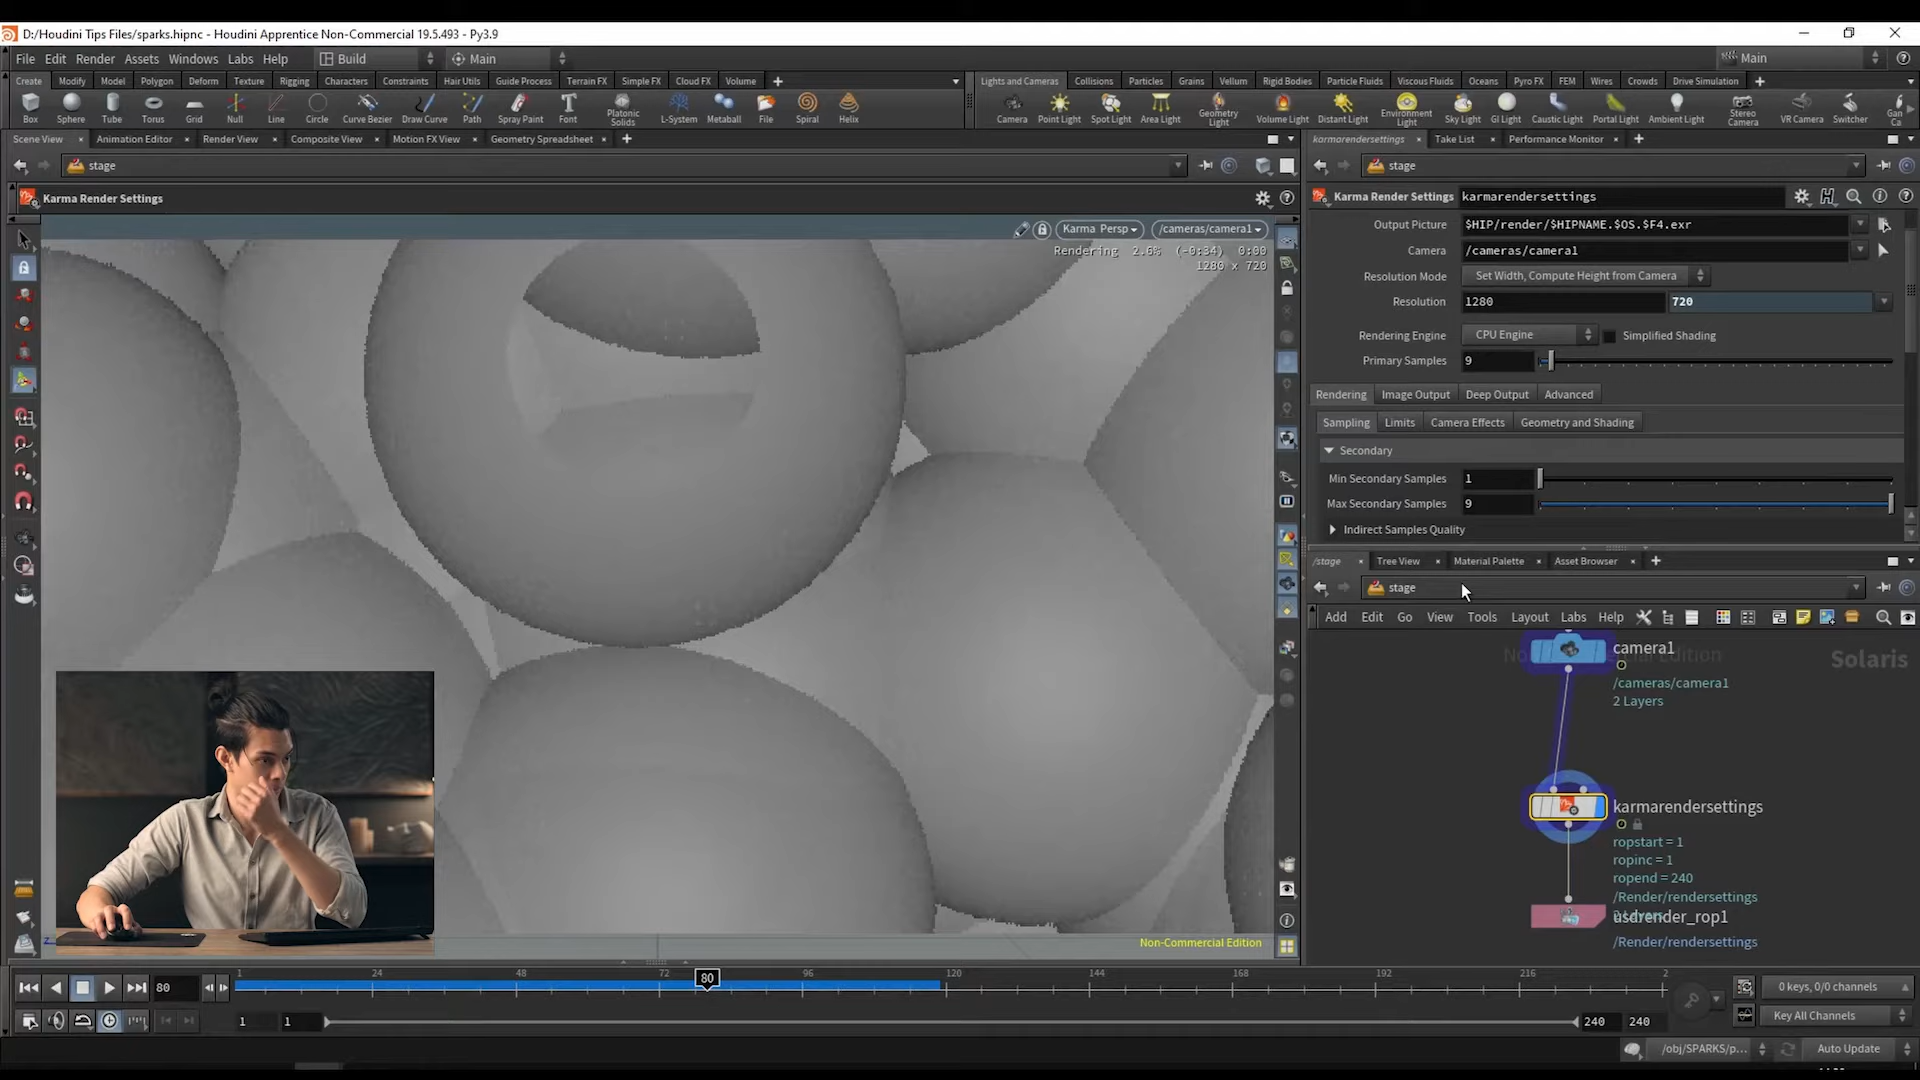 D:/Houdini Tips Files/sparks.hipnc - Houdini Apprentice Non-Commercial 19.5.493 - Py3.9
File Edit Render Assets Windows Labs Help Build Main Main
Create Modify Model Polygon Deform Texture Rigging Characters Constraints Hair Utils Guide Process Terrain FX Simple FX Cloud FX Volume
Lights and Cameras Collisions Particles Grains Vellum Rigid Bodies Particle Fluids Viscous Fluids Oceans Pyro FX FEM Wires Crowds Drive Simulation
Box Sphere Tube Torus Grid Null Line Circle Curve Bezier Draw Curve Path Spray Paint Font Platonic Solids L-System Metaball File Spiral Helix
Camera Point Light Spot Light Area Light Geometry Light Volume Light Distant Light Environment Light Sky Light GI Light Caustic Light Portal Light Ambient Light Stereo Camera VR Camera Switcher
Scene View Animation Editor Render View Composite View Motion FX View Geometry Spreadsheet
karmarendersettings Take List Performance Monitor
stage
stage
Karma Render Settings
Karma Render Settings karmarendersettings
Karma Persp /cameras/camera1
Rendering 2.6% (-0:34) 0:00
1280 x 720
Output Picture $HIP/render/$HIPNAME.$OS.$F4.exr
Camera /cameras/camera1
Resolution Mode Set Width, Compute Height from Camera
Resolution 1280 720
Rendering Engine CPU Engine Simplified Shading
Primary Samples 9
Rendering Image Output Deep Output Advanced
Sampling Limits Camera Effects Geometry and Shading
Secondary
Min Secondary Samples 1
Max Secondary Samples 9
Indirect Samples Quality
/stage Tree View Material Palette Asset Browser
stage
Add Edit Go View Tools Layout Labs Help
camera1
Solaris
/cameras/camera1
2 Layers
karmarendersettings
ropstart = 1
ropinc = 1
ropend = 240
/Render/rendersettings
usdrender_rop1
/Render/rendersettings
Non-Commercial Edition
1 24 48 72 80 96 120 144 168 192 216 2
80
0 keys, 0/0 channels
1 1 240 240
Key All Channels
/obj/SPARKS/p... Auto Update